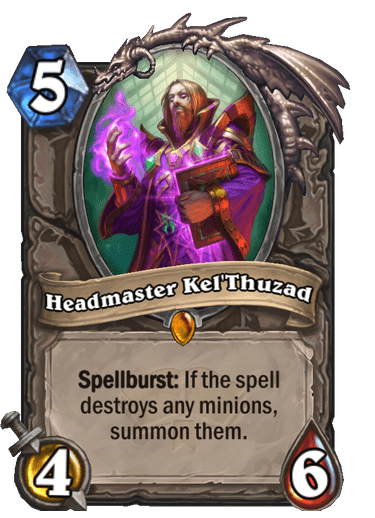 5
Headmaster Kel'Thuzad
Spellburst: If the spell
destroys any minions,
summon them.
4
6